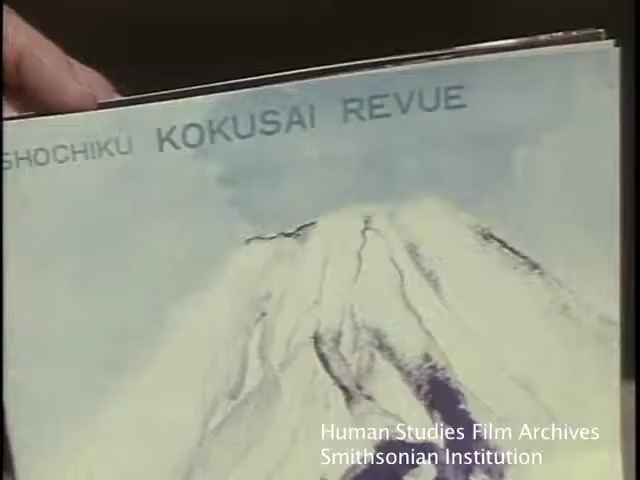 SHOCHIKU KOKUSAI REVUE
Human Studies Film Archives
Smithsonian Institution